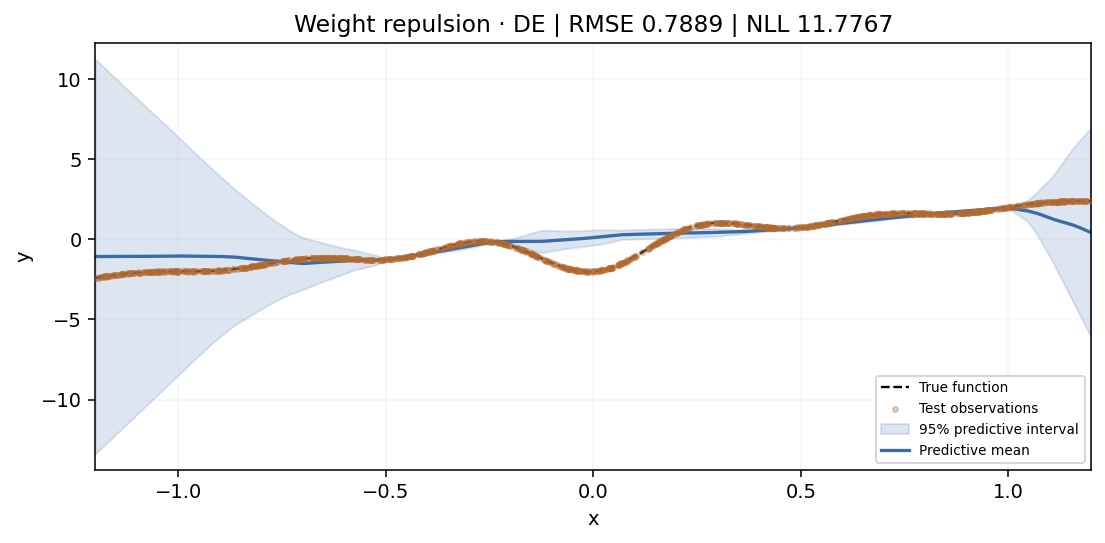 Weight repulsion · DE | RMSE 0.7889 | NLL 11.7767
10
5
0
−5
−10
y
−1.0
−0.5
0.0
0.5
1.0
x
True function
Test observations
95% predictive interval
Predictive mean